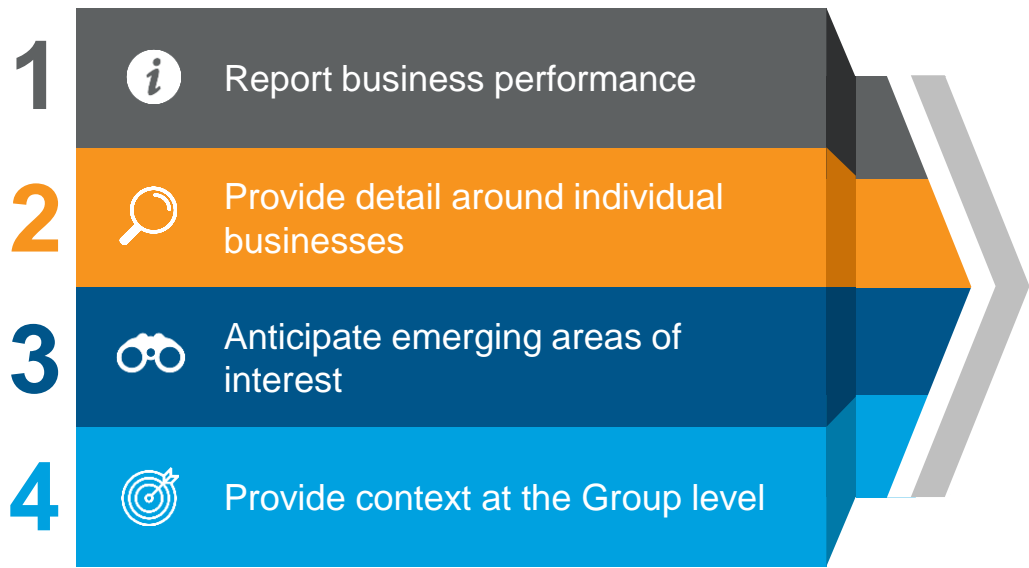 1
Report business performance
2
Provide detail around individual
businesses
3
Anticipate emerging areas of
interest
4
Provide context at the Group level